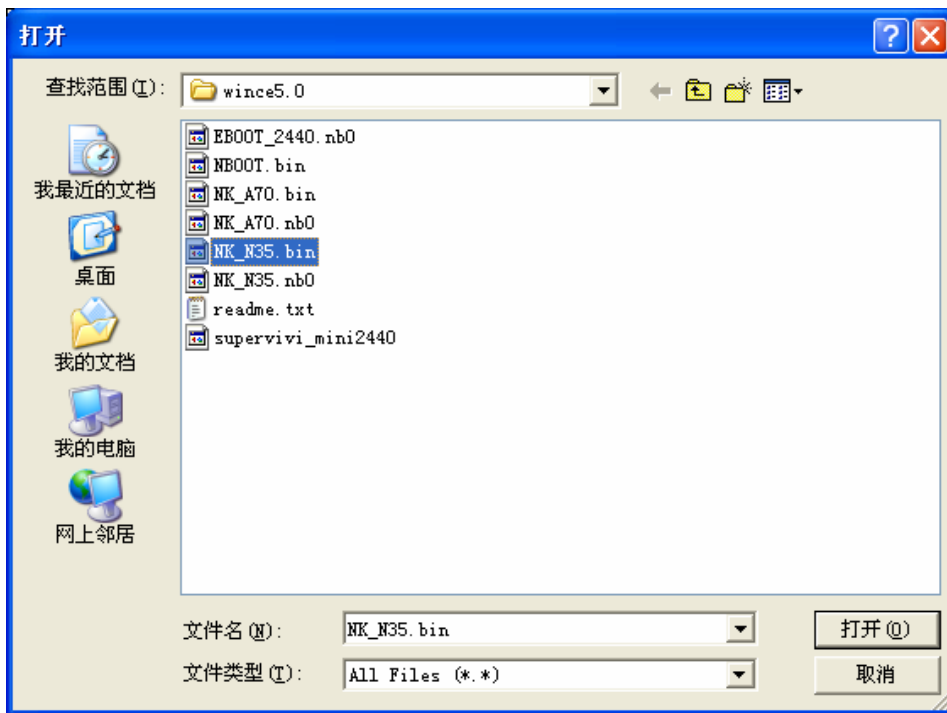 打开
查找范围(I):
wince5.0
我最近的文档
桌面
我的文档
我的电脑
网上邻居
EBOOT_2440.nb0
NBOOT.bin
NK_A70.bin
NK_A70.nb0
NK_N35.bin
NK_N35.nb0
readme.txt
supervivi_mini2440
文件名(N):
NK_N35.bin
打开(O)
文件类型(T):
All Files (*.*)
取消